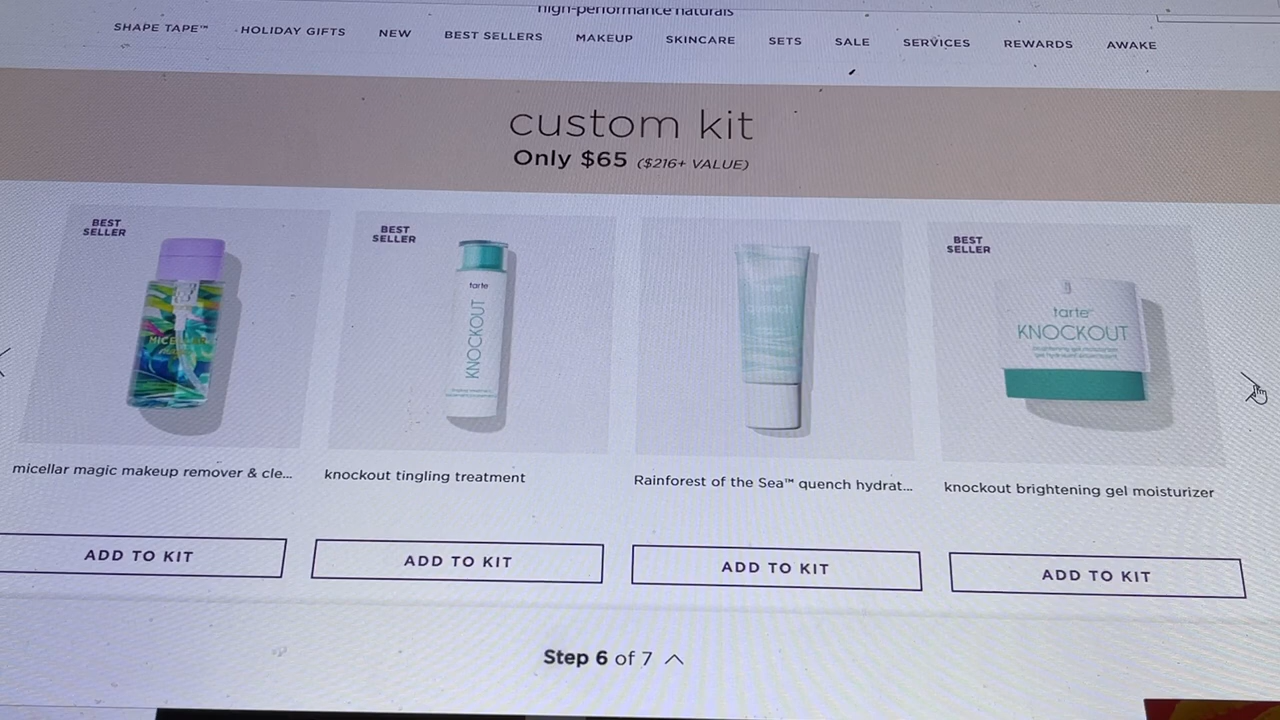 high-performance naturals
SHAPE TAPE™
HOLIDAY GIFTS
NEW
BEST SELLERS
MAKEUP
SKINCARE
SETS
SALE
SERVICES
REWARDS
AWAKE
custom kit
Only $65 ($216+ VALUE)
BEST
SELLER
MICELLAR
magic
micellar magic makeup remover & cle...
ADD TO KIT
BEST
SELLER
tarte
KNOCKOUT
knockout tingling treatment
ADD TO KIT
quench
Rainforest of the Sea™ quench hydrat...
ADD TO KIT
BEST
SELLER
tarte
KNOCKOUT
knockout brightening gel moisturizer
ADD TO KIT
Step 6 of 7